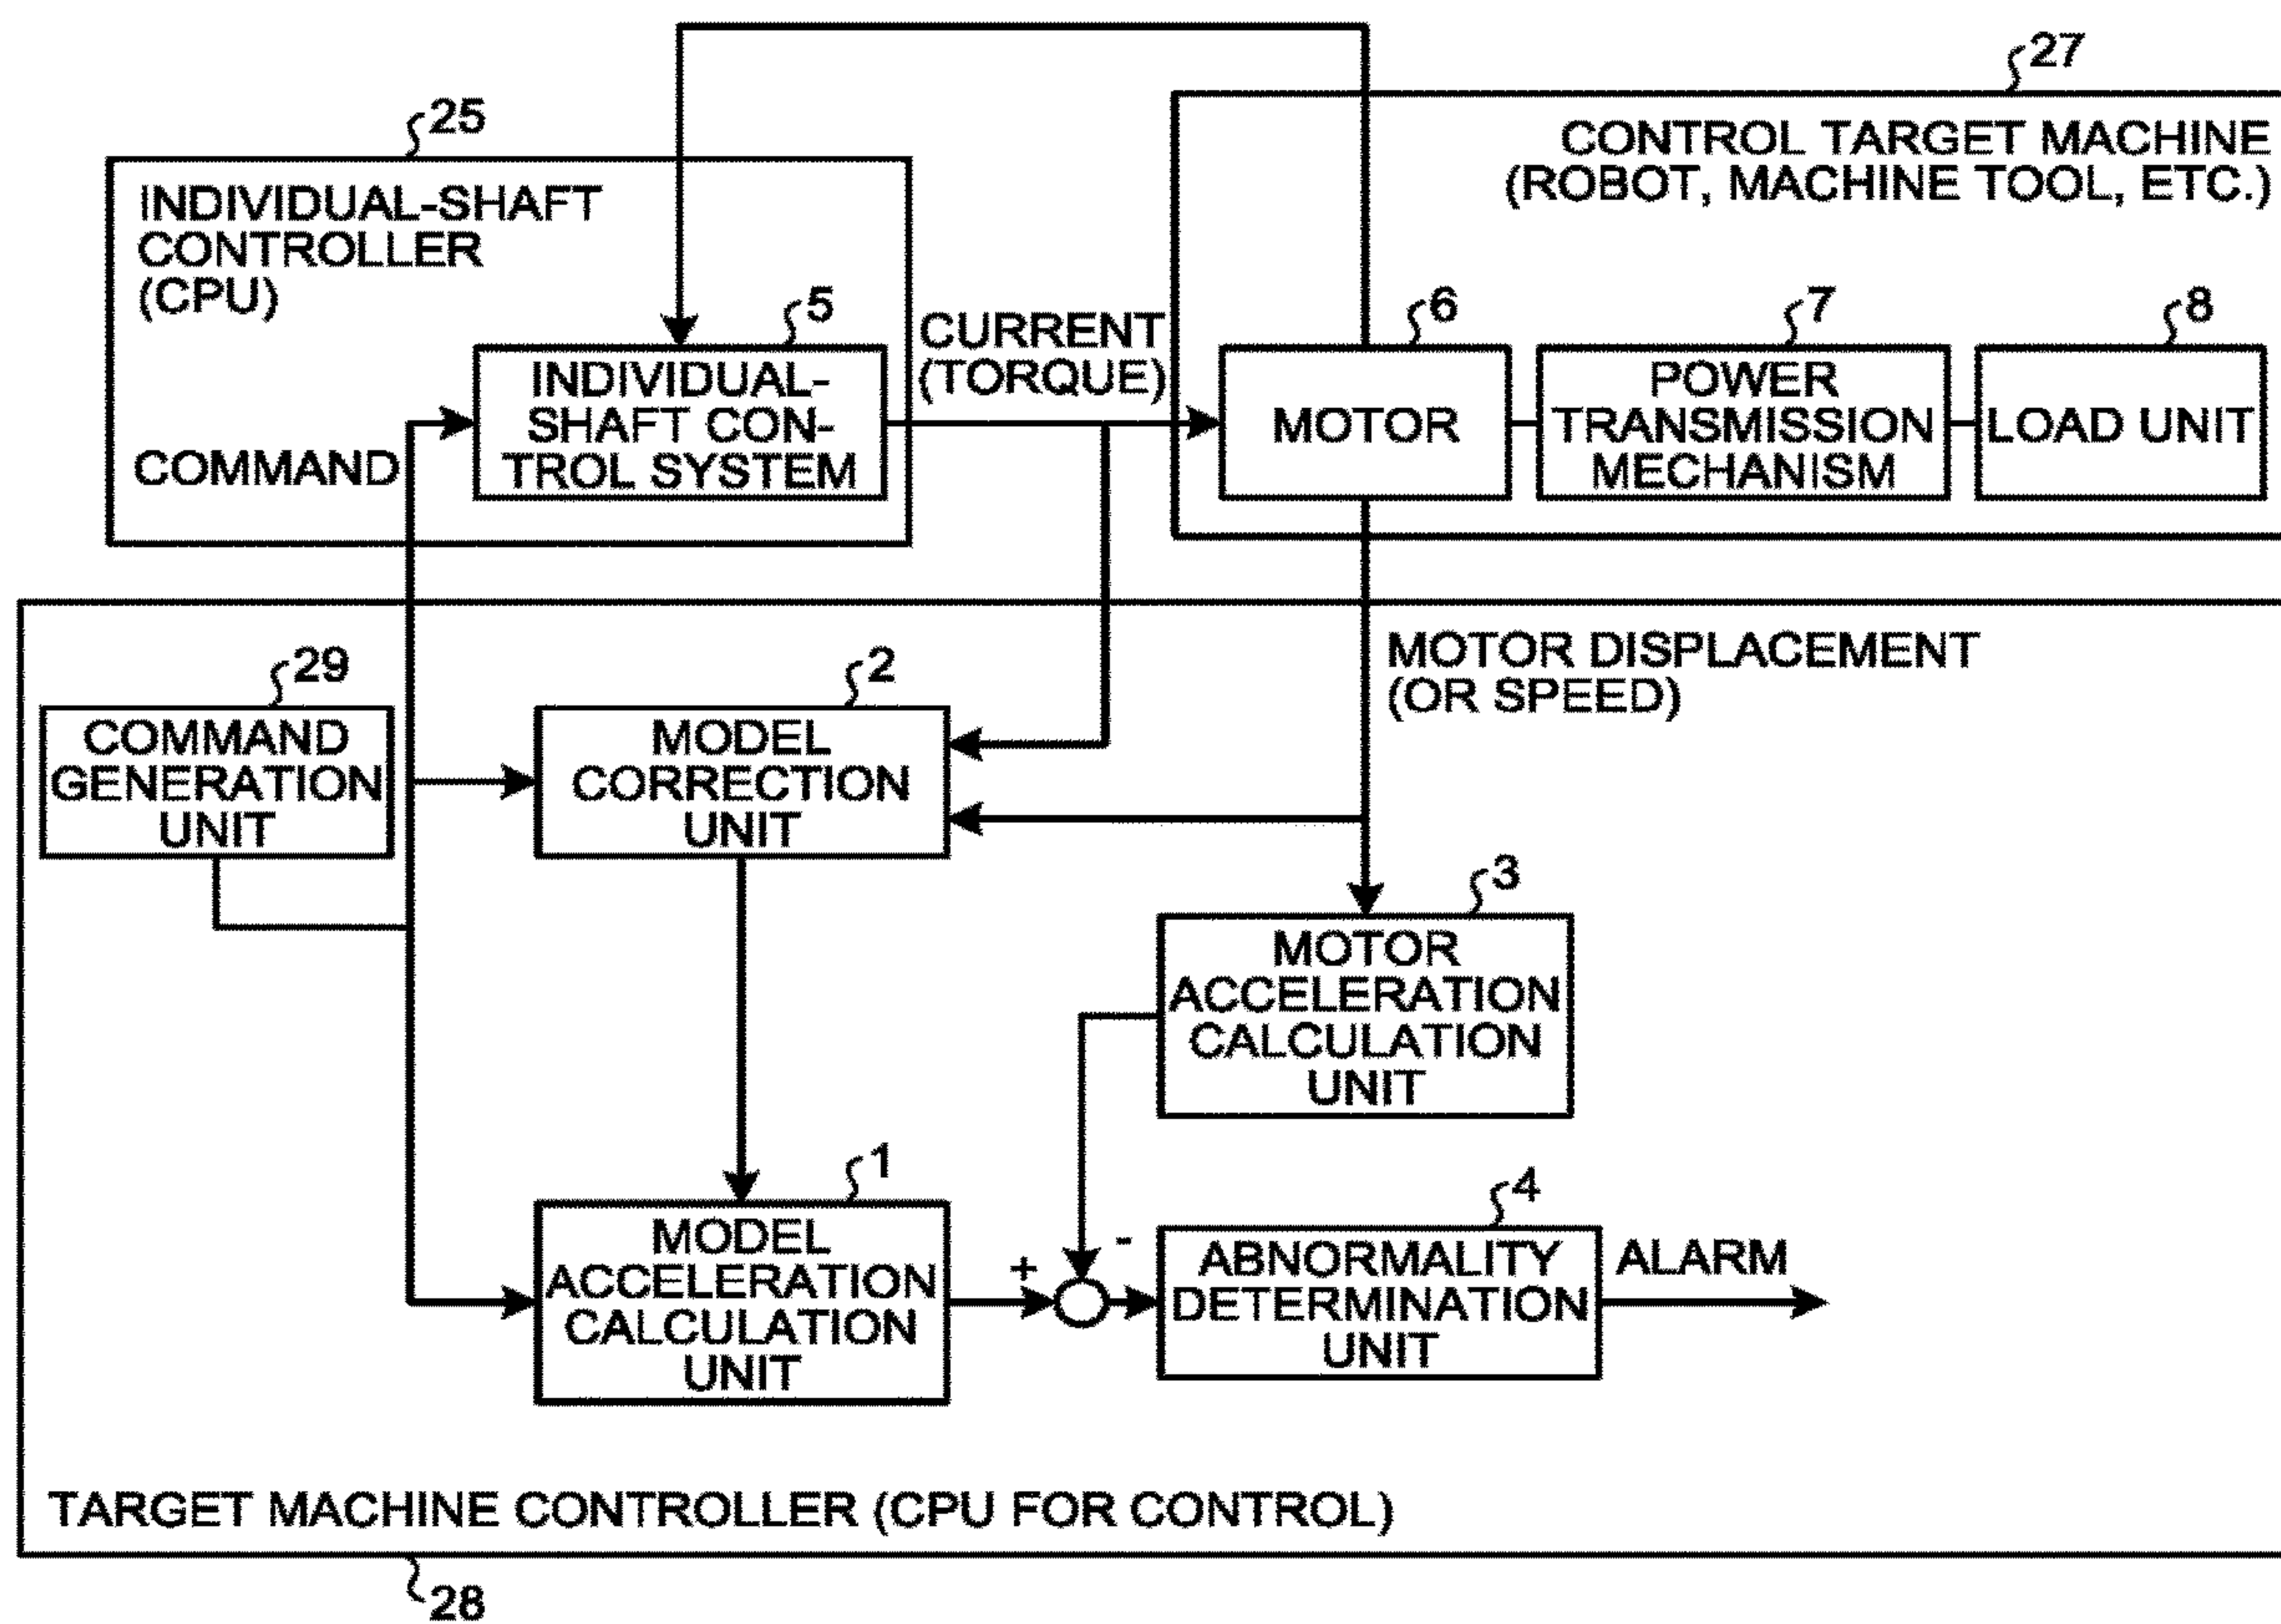 27
25
CONTROL TARGET MACHINE
(ROBOT, MACHINE TOOL, ETC.)
INDIVIDUAL-SHAFT
CONTROLLER
(CPU)
5
CURRENT
(TORQUE)
6
7
8
INDIVIDUAL-
SHAFT CON-
TROL SYSTEM
COMMAND
MOTOR
POWER
TRANSMISSION
MECHANISM
LOAD UNIT
29
2
MOTOR DISPLACEMENT
(OR SPEED)
COMMAND
GENERATION
UNIT
MODEL
CORRECTION
UNIT
3
MOTOR
ACCELERATION
CALCULATION
UNIT
1
4
MODEL
ACCELERATION
CALCULATION
UNIT
+
-
ABNORMALITY
DETERMINATION
UNIT
ALARM
TARGET MACHINE CONTROLLER (CPU FOR CONTROL)
28